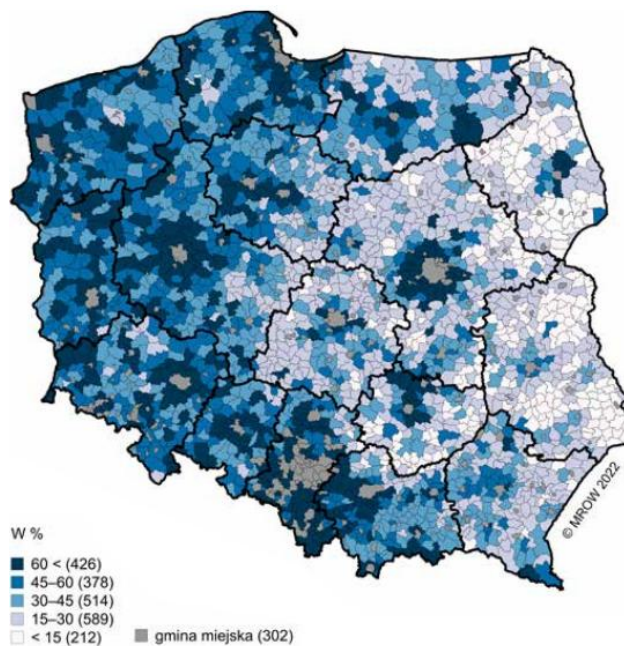 © MROW 2022
W %
60 < (426)
45–60 (378)
30–45 (514)
15–30 (589)
< 15 (212)
gmina miejska (302)